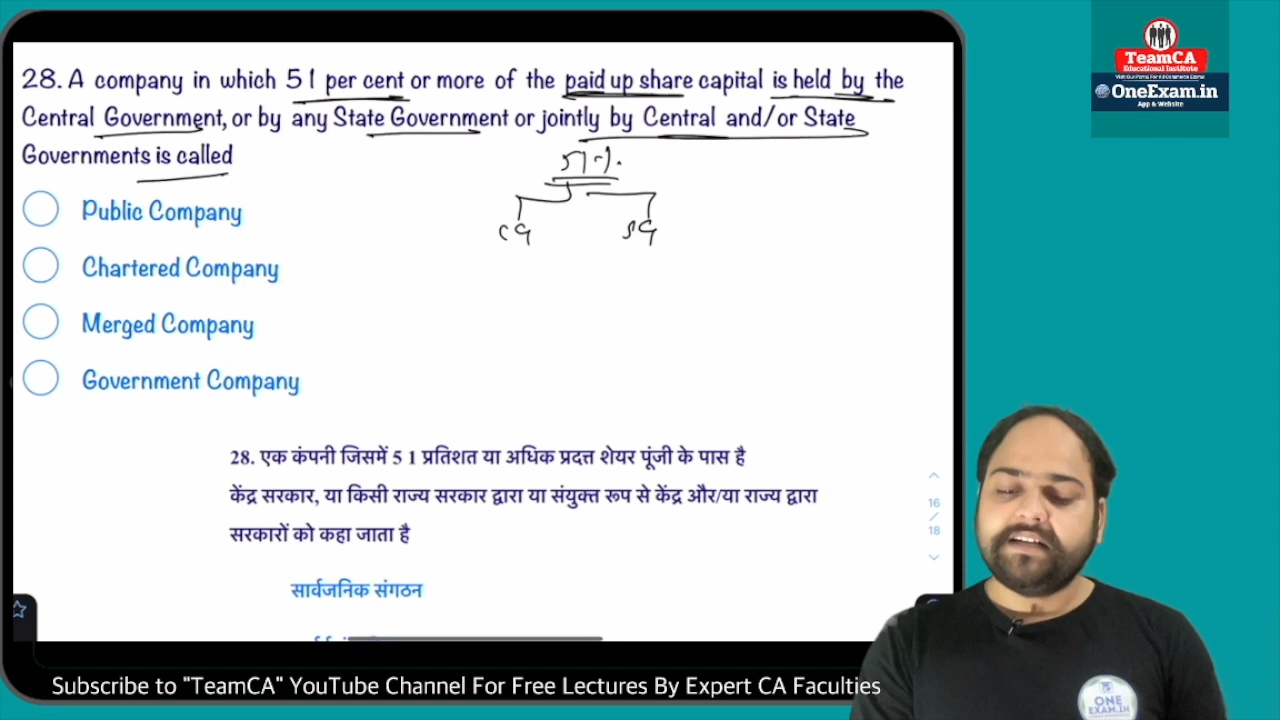 28. A company in which 51 per cent or more of the paid up share capital is held by the
Central Government, or by any State Government or jointly by Central and/or State
Governments is called
51%.
CG SG
Public Company
Chartered Company
Merged Company
Government Company
28. एक कंपनी जिसमें 5 1 प्रतिशत या अधिक प्रदत्त शेयर पूंजी के पास है
केंद्र सरकार, या किसी राज्य सरकार द्वारा या संयुक्त रूप से केंद्र और/या राज्य द्वारा
सरकारों को कहा जाता है
सार्वजनिक संगठन
16
/
18
TeamCA
Educational Institute
OneExam.in
App & Website
ONE
EXAM.IN
Subscribe to "TeamCA" YouTube Channel For Free Lectures By Expert CA Faculties